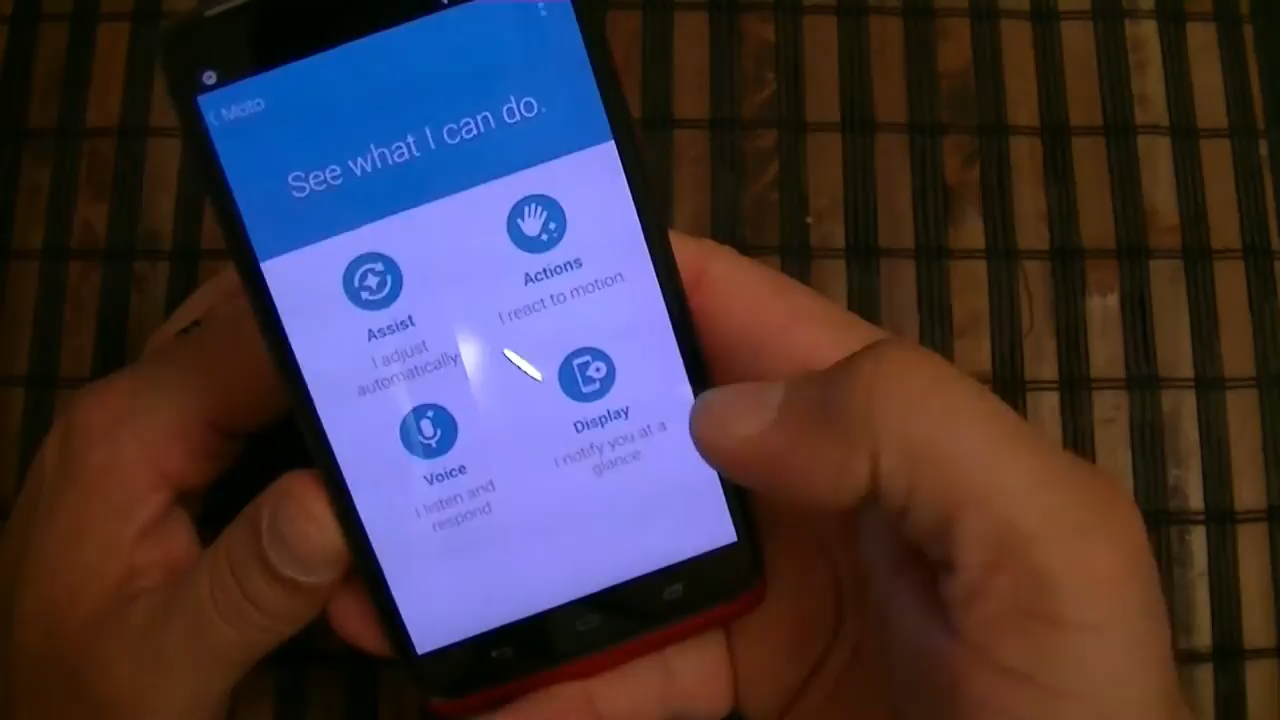 Moto
See what I can do.
Assist
I adjust
automatically
Actions
I react to motion
Voice
I listen and
respond
Display
I notify you at a
glance